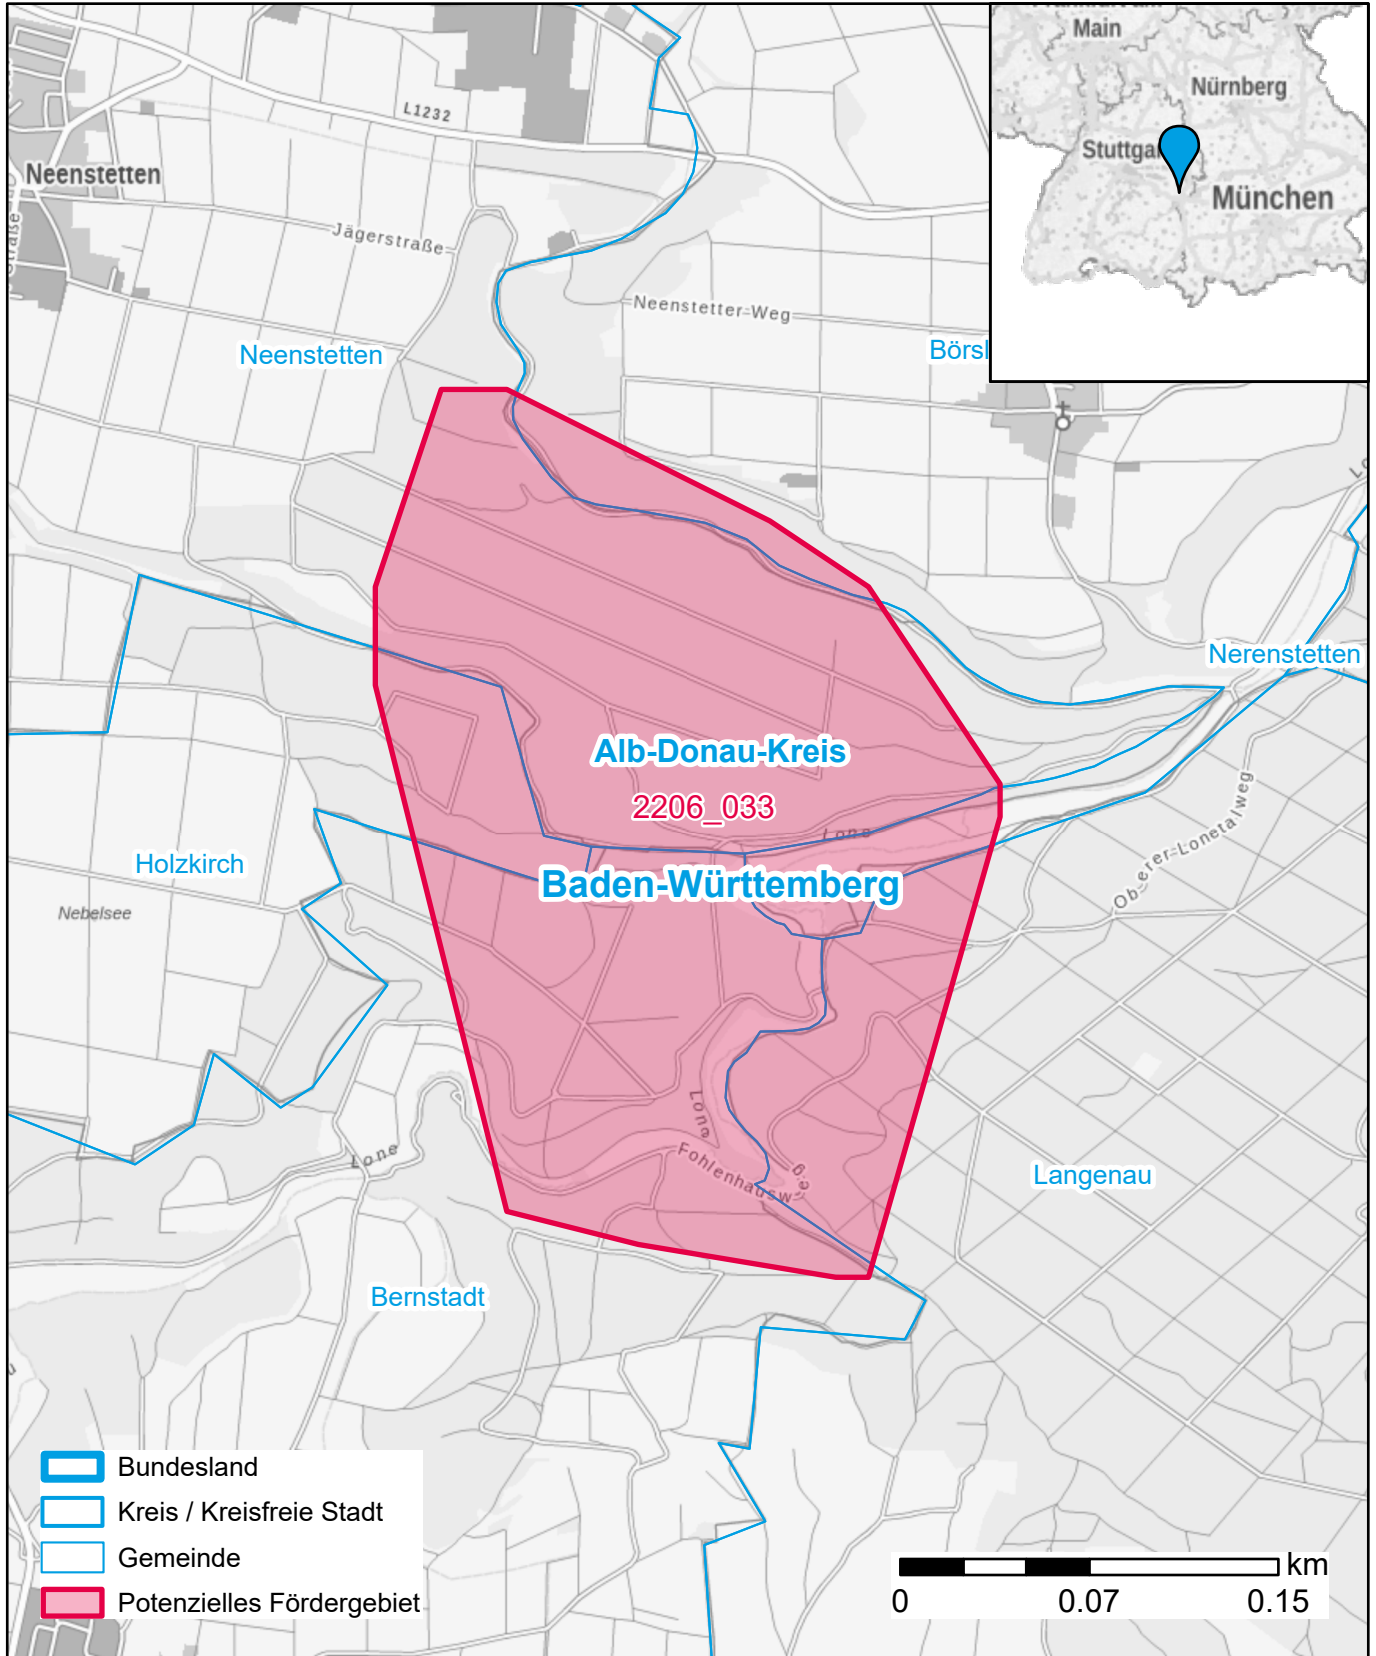 Main
Nürnberg
München
L1232
Neenstetten
Jägerstraße
Neenstetter-Weg
Neenstetten
Nerenstetten
Alb-Donau-Kreis
2206_033
Lone
Oberer-Lonetalweg
Holzkirch
Baden-Württemberg
Nebelsee
Lone
Lone
Fohlenhausweg
Langenau
Bernstadt
Bundesland
Kreis / Kreisfreie Stadt
Gemeinde
Potenzielles Fördergebiet
km
0 0.07 0.15